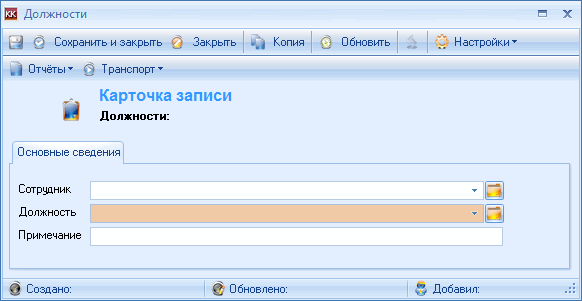 КК Должности
Сохранить и закрыть Закрыть Копия Обновить Настройки
Отчёты Транспорт
Карточка записи
Должности:
Основные сведения
Сотрудник
Должность
Примечание
Создано: Обновлено: Добавил: